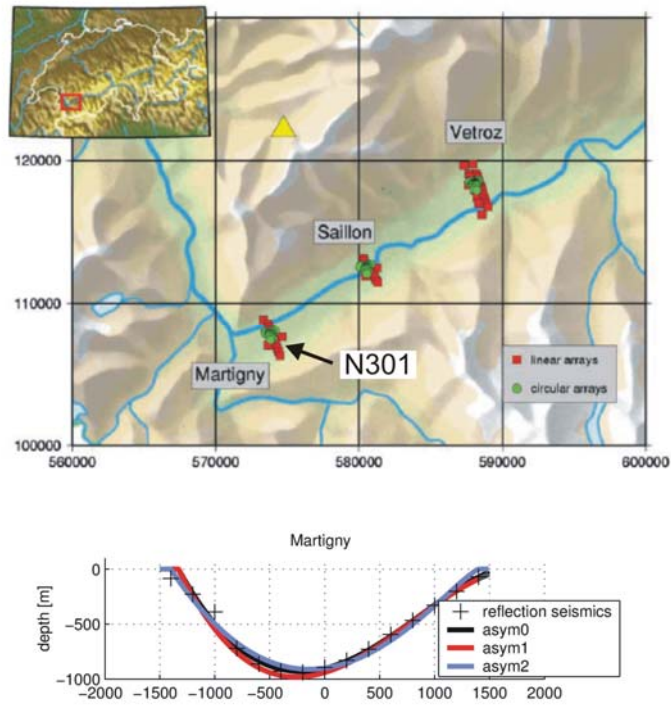 Vetroz
120000
Saillon
110000
N301
linear arrays
Martigny
circular arrays
100000
560000 570000 580000 590000 600000
Martigny
0
depth [m]
−500
−1000
reflection seismics
asym0
asym1
asym2
−2000 −1500 −1000 −500 0 500 1000 1500 2000